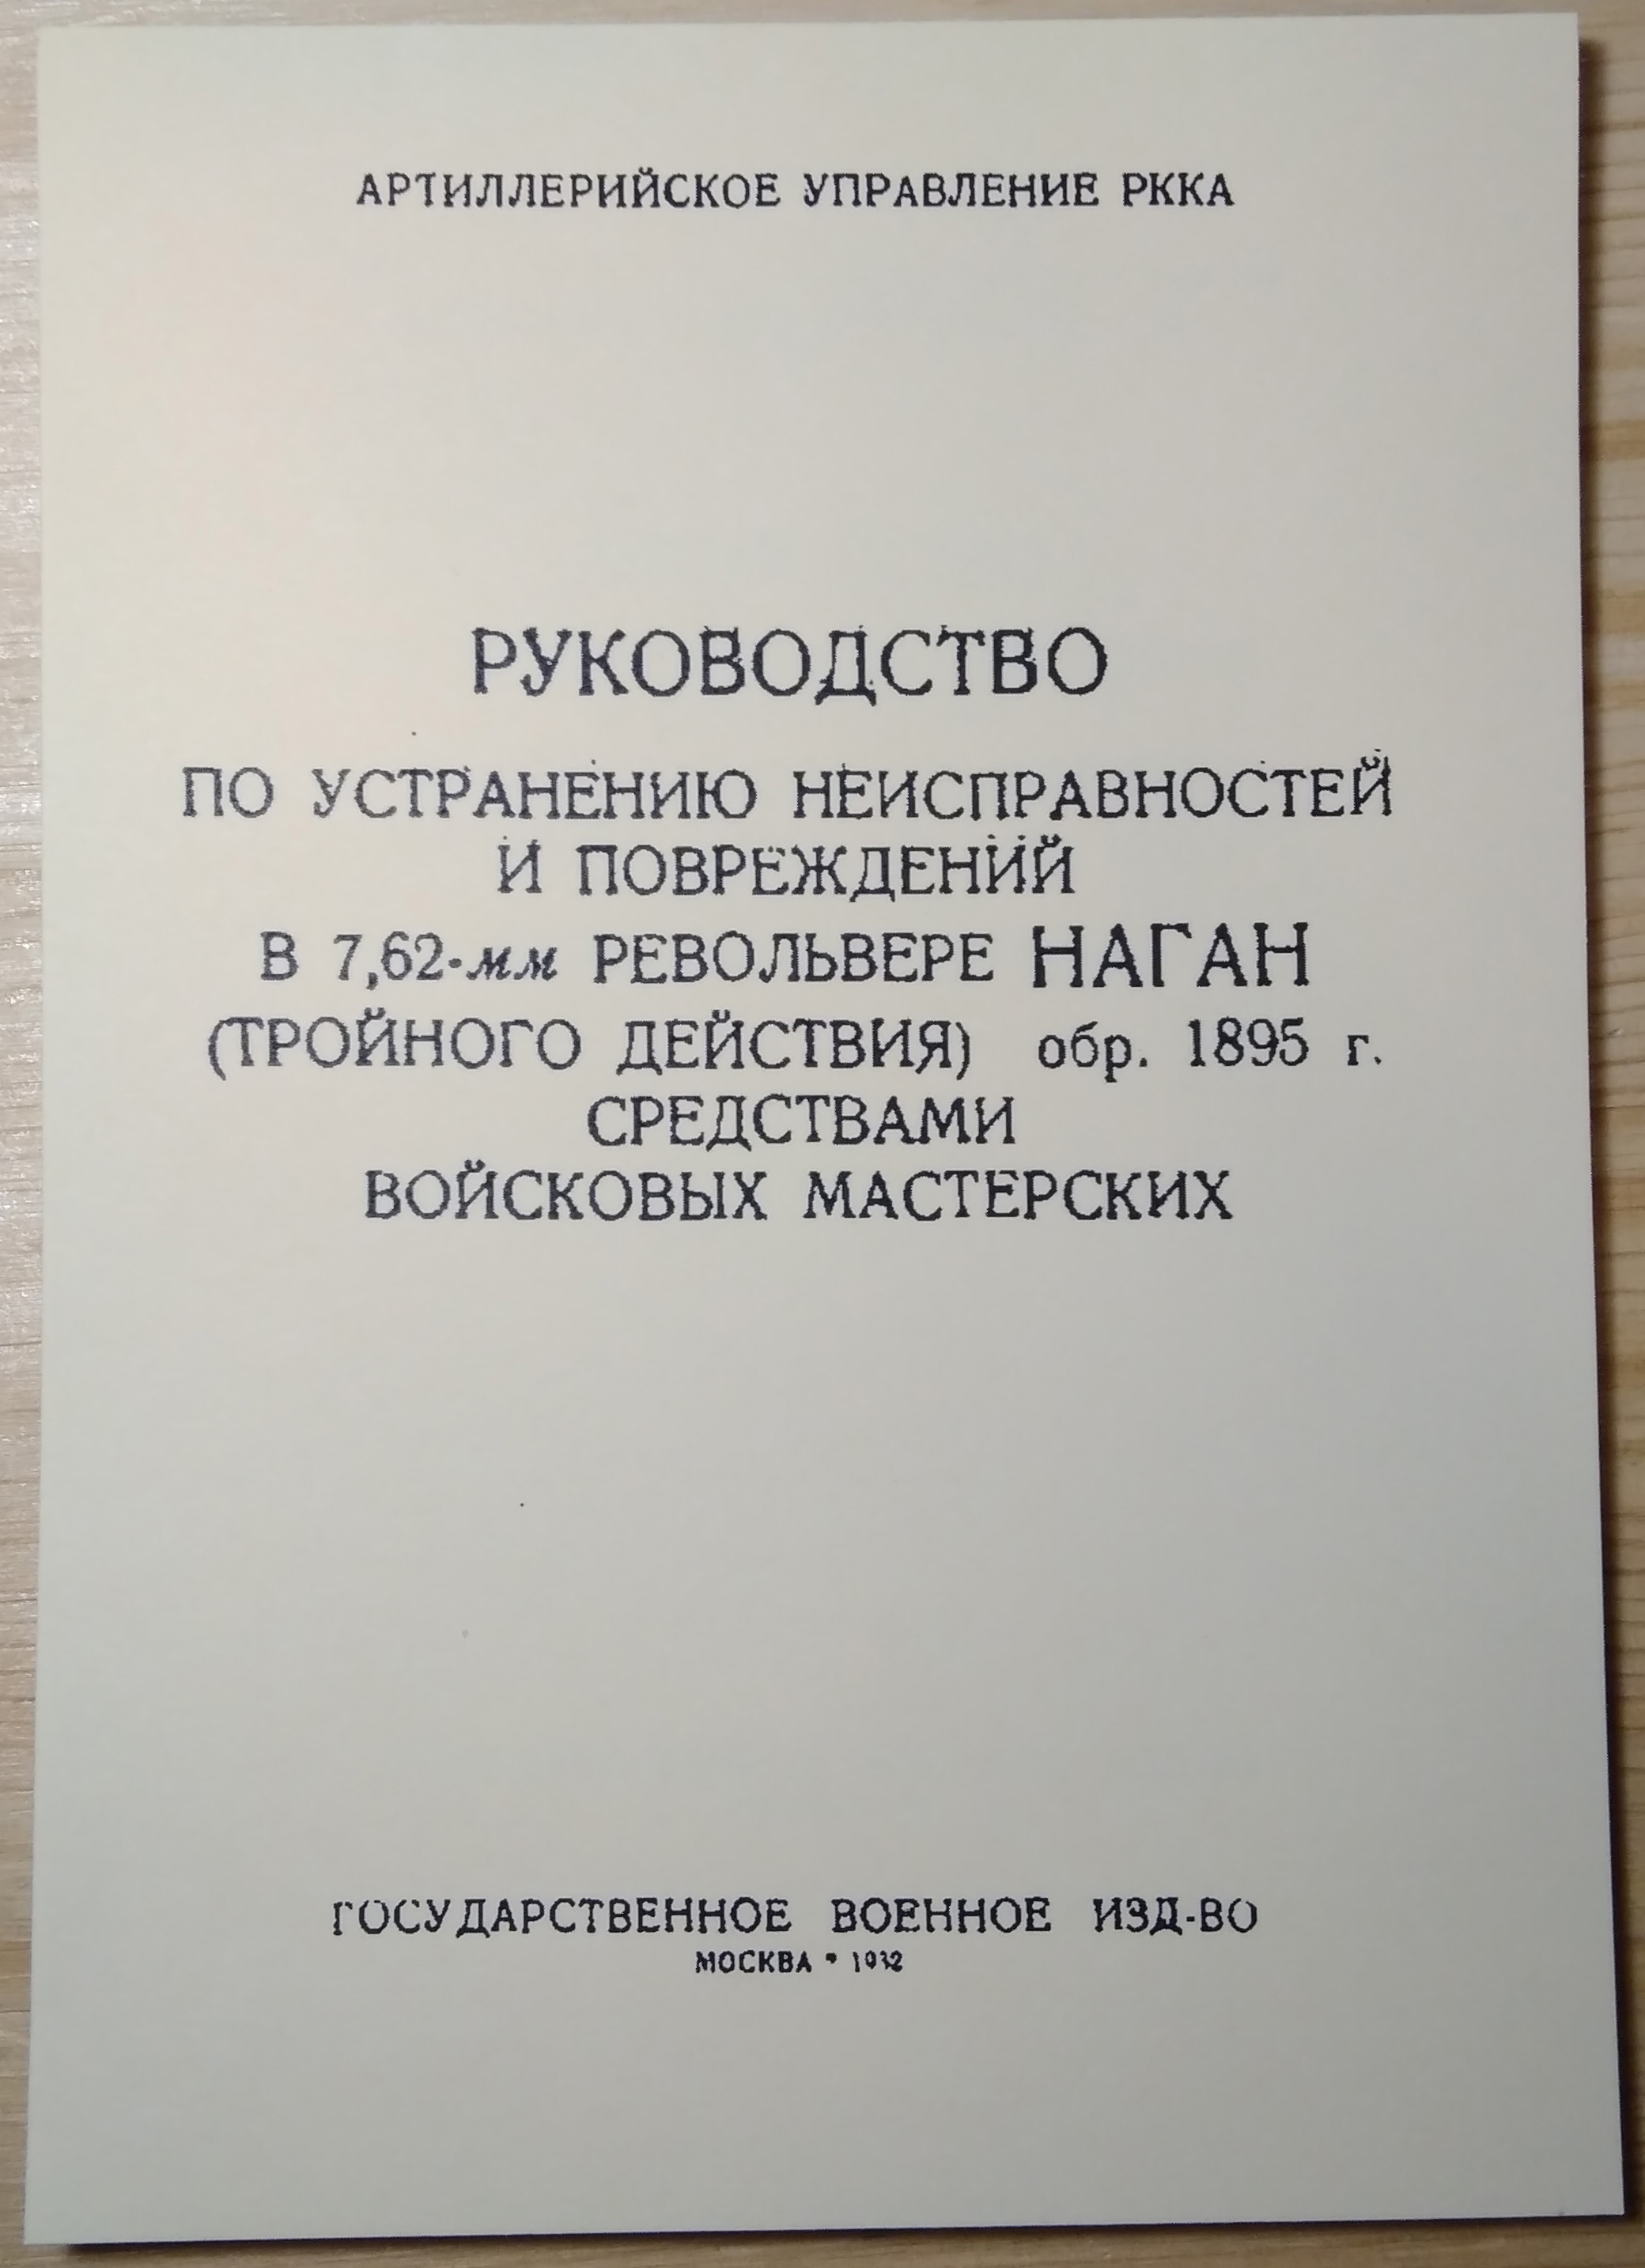 АРТИЛЛЕРИЙСКОЕ УПРАВЛЕНИЕ РККА
РУКОВОДСТВО
ПО УСТРАНЕНИЮ НЕИСПРАВНОСТЕЙ
И ПОВРЕЖДЕНИЙ
В 7,62-мм РЕВОЛЬВЕРЕ НАГАН
(ТРОЙНОГО ДЕЙСТВИЯ) обр. 1895 г.
СРЕДСТВАМИ
ВОЙСКОВЫХ МАСТЕРСКИХ
ГОСУДАРСТВЕННОЕ ВОЕННОЕ ИЗД-ВО
МОСКВА • 1932